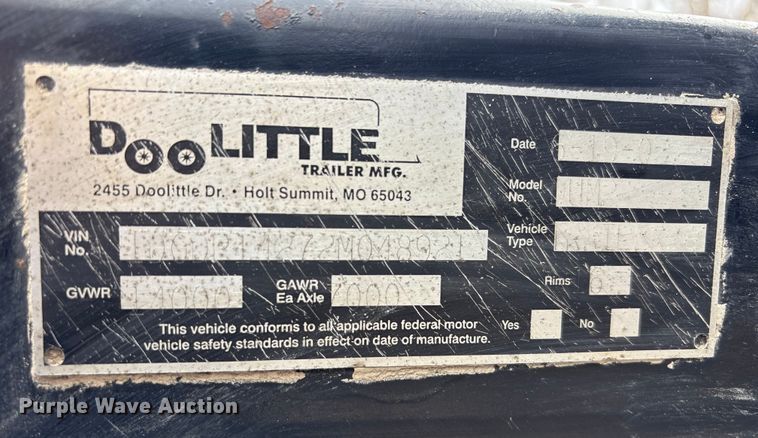 DOOLITTLE
TRAILER MFG.
2455 Doolittle Dr. • Holt Summit, MO 65043
Date
Model No.
Vehicle Type
VIN No.
GVWR
GAWR Ea Axle 7000
Rims
Yes No
This vehicle conforms to all applicable federal motor
vehicle safety standards in effect on date of manufacture.
Purple Wave Auction